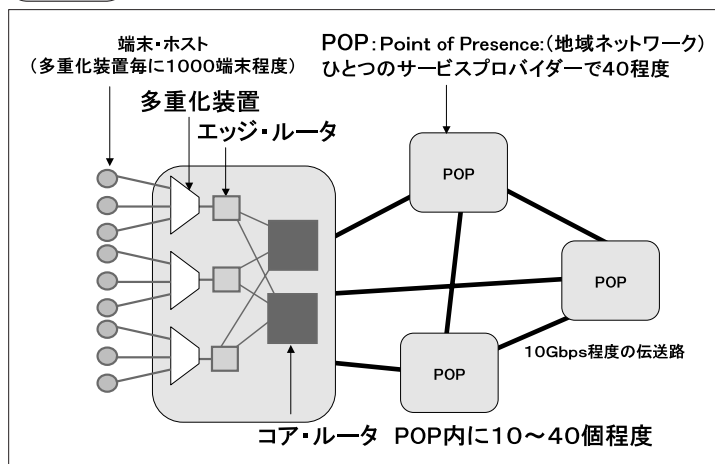 端末・ホスト
(多重化装置毎に1000端末程度)
POP:Point of Presence:(地域ネットワーク)
ひとつのサービスプロバイダーで40程度
多重化装置
エッジ・ルータ
POP
POP
POP
10Gbps程度の伝送路
コア・ルータ POP内に10～40個程度